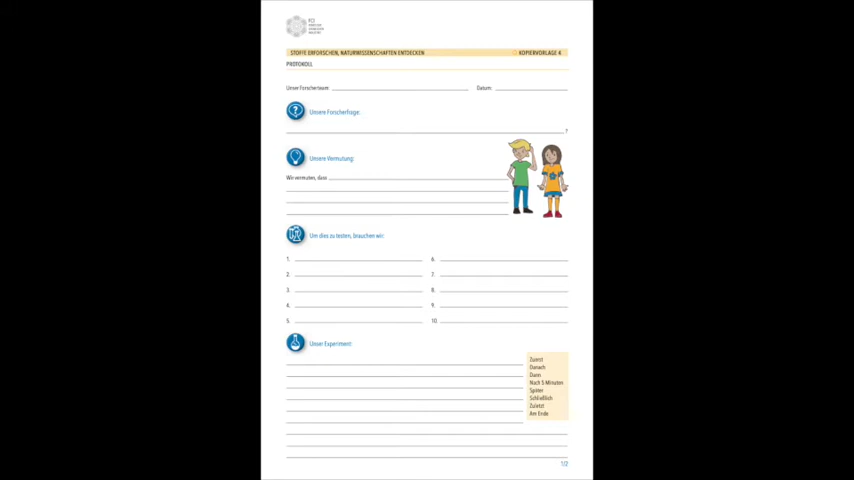 FCI
STOFFE ERFORSCHEN, NATURWISSENSCHAFTEN ENTDECKEN
KOPIERVORLAGE 4
PROTOKOLL
Unser Forscherteam:
Datum:
Unsere Forscherfrage:
?
Unsere Vermutung:
Wir vermuten, dass
Um dies zu testen, brauchen wir:
1.
2.
3.
4.
5.
6.
7.
8.
9.
10.
Unser Experiment:
Zuerst
Danach
Dann
Nach 5 Minuten
Später
Schließlich
Zuletzt
Am Ende
1/2